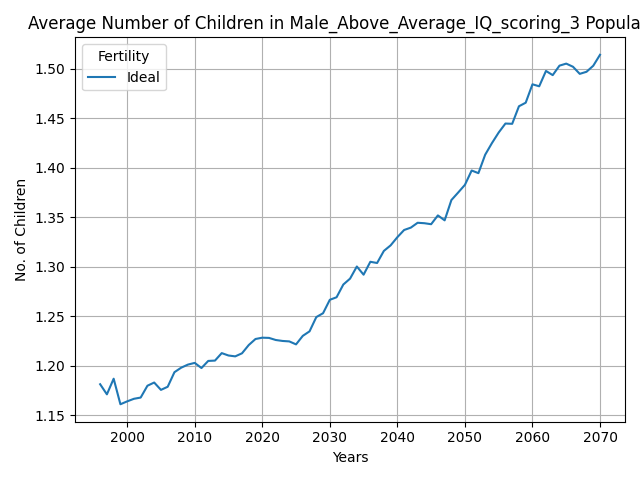 Average Number of Children in Male_Above_Average_IQ_scoring_3 Popula
Fertility
Ideal
1.50
1.45
1.40
1.35
1.30
1.25
1.20
1.15
No. of Children
2000 2010 2020 2030 2040 2050 2060 2070
Years